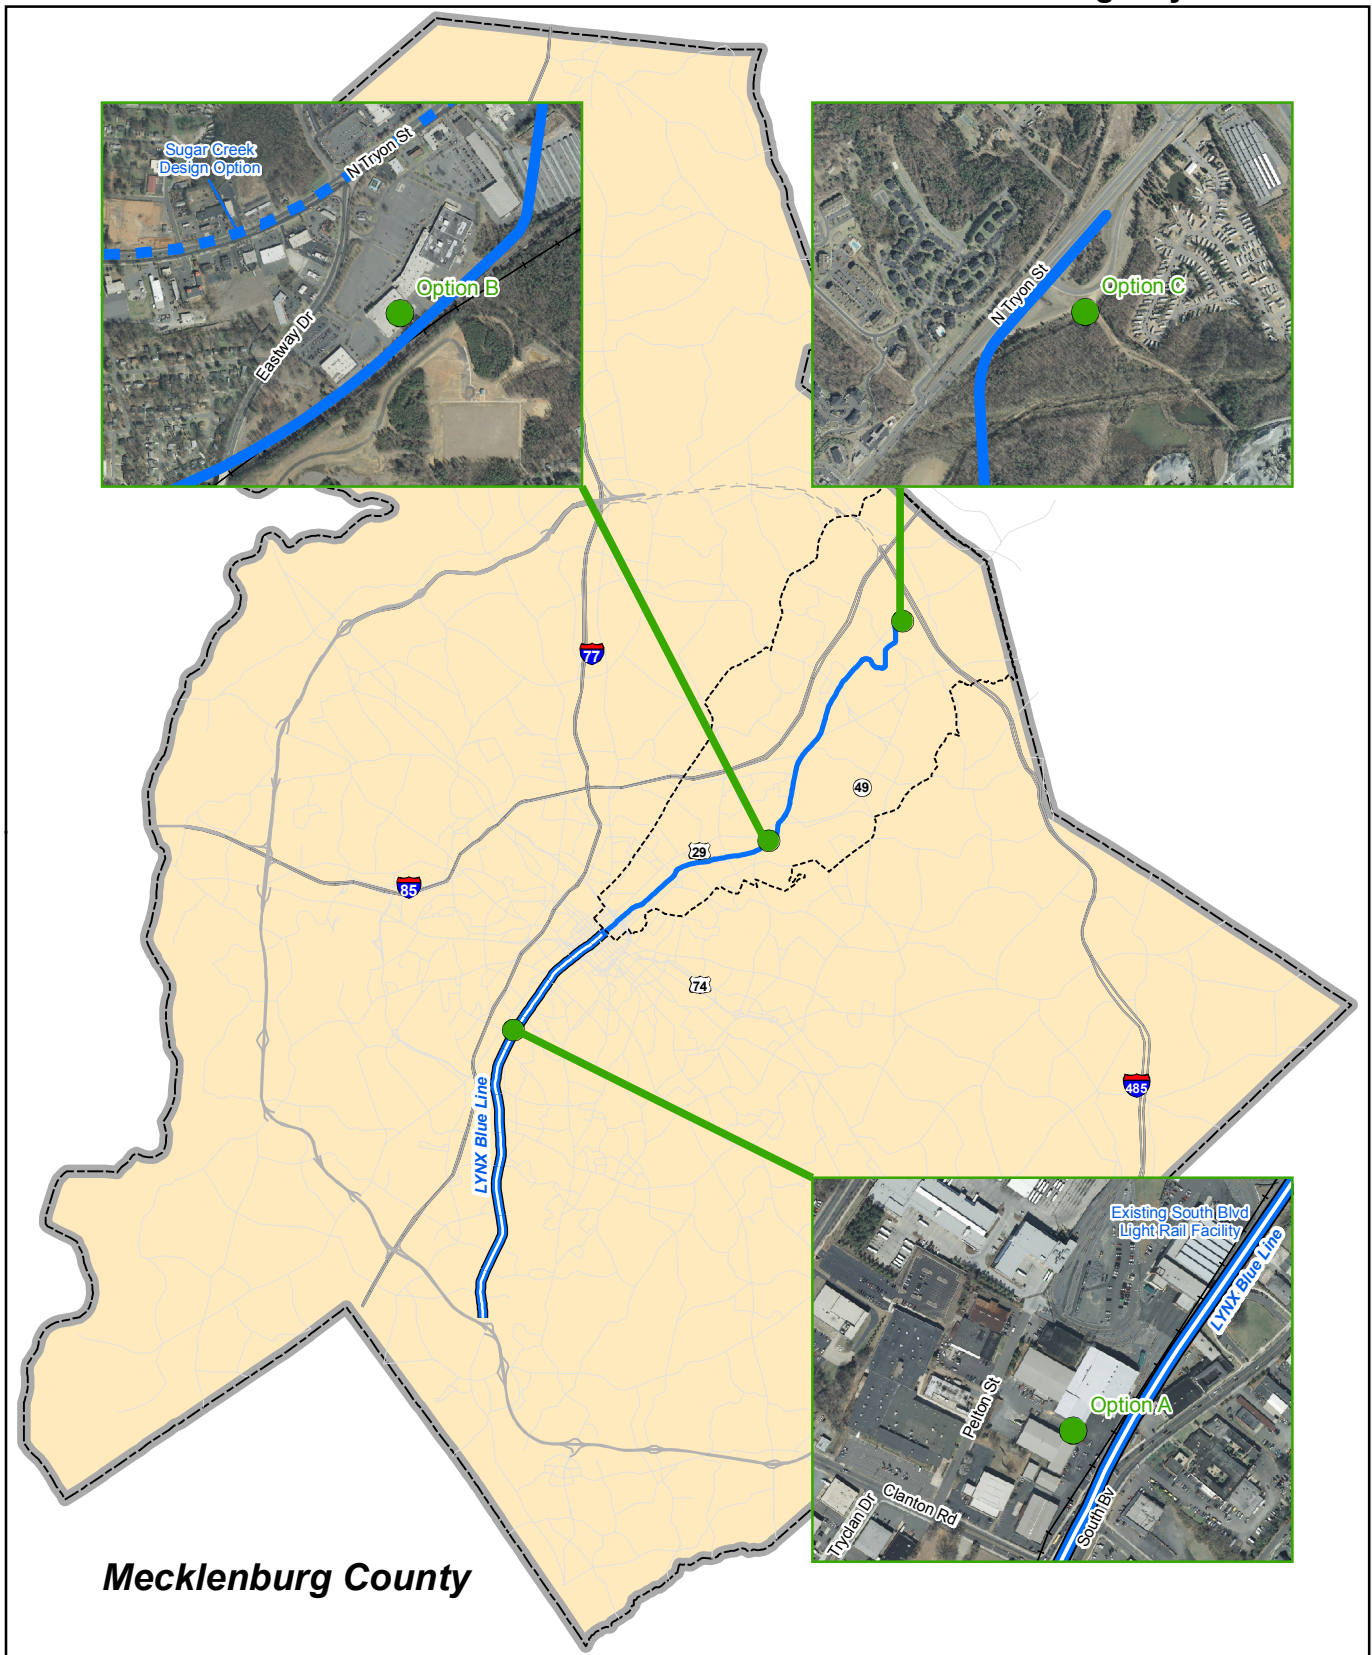 Sugar Creek
Design Option
N Tryon St
Option B
Eastway Dr
N Tryon St
Option C
77
49
29
85
74
LYNX Blue Line
485
Existing South Blvd
Light Rail Facility
LYNX Blue Line
Pelton St
Option A
Clanton Rd
Tryclan Dr
South Bv
Mecklenburg County